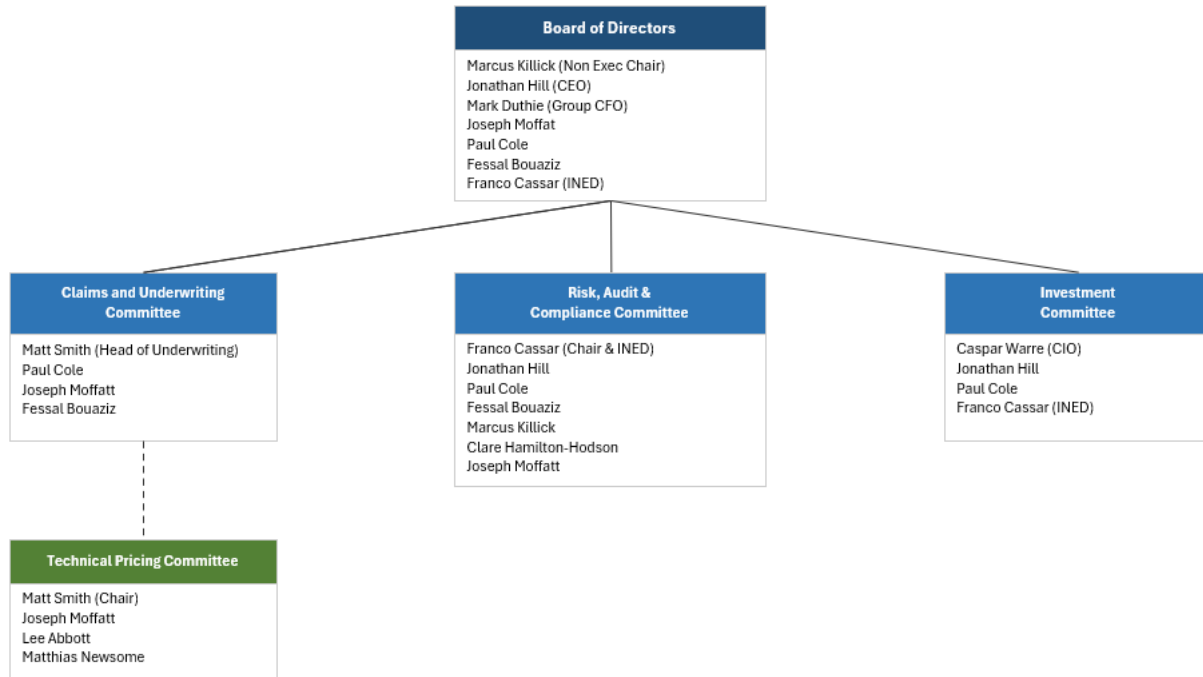 Board of Directors
Marcus Killick (Non Exec Chair)
Jonathan Hill (CEO)
Mark Duthie (Group CFO)
Joseph Moffat
Paul Cole
Fessal Bouaziz
Franco Cassar (INED)
Claims and Underwriting
Committee
Matt Smith (Head of Underwriting)
Paul Cole
Joseph Moffatt
Fessal Bouaziz
Risk, Audit &
Compliance Committee
Franco Cassar (Chair & INED)
Jonathan Hill
Paul Cole
Fessal Bouaziz
Marcus Killick
Clare Hamilton-Hodson
Joseph Moffatt
Investment
Committee
Caspar Warre (CIO)
Jonathan Hill
Paul Cole
Franco Cassar (INED)
Technical Pricing Committee
Matt Smith (Chair)
Joseph Moffatt
Lee Abbott
Matthias Newsome